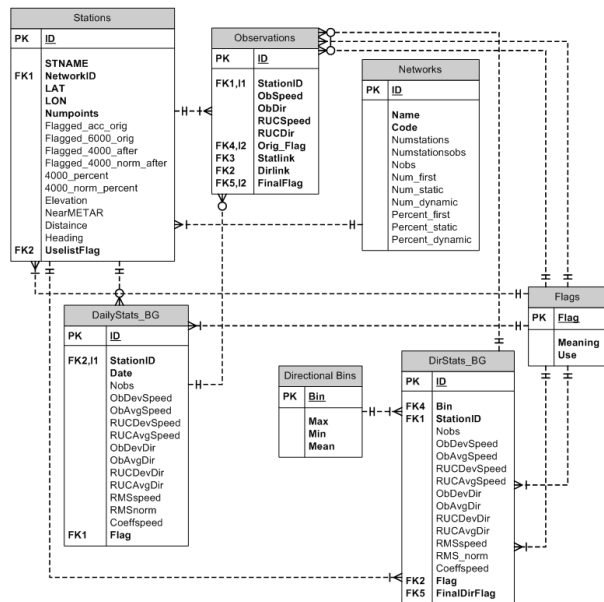 Stations
PK ID
STNAME
FK1 NetworkID
LAT
LON
Numpoints
Flagged_acc_orig
Flagged_6000_orig
Flagged_4000_after
Flagged_4000_norm_after
4000_percent
4000_norm_percent
Elevation
NearMETAR
Distaince
Heading
FK2 UselistFlag
Observations
PK ID
FK1,I1 StationID
ObSpeed
ObDir
RUCSpeed
RUCDir
FK4,I2 Orig_Flag
FK3 Statlink
FK2 Dirlink
FK5,I2 FinalFlag
Networks
PK ID
Name
Code
Numstations
Numstationsobs
Nobs
Num_first
Num_static
Num_dynamic
Percent_first
Percent_static
Percent_dynamic
Flags
PK Flag
Meaning
Use
DailyStats_BG
PK ID
FK2,I1 StationID
Date
Nobs
ObDevSpeed
ObAvgSpeed
RUCDevSpeed
RUCAvgSpeed
ObDevDir
ObAvgDir
RUCDevDir
RUCAvgDir
RMSspeed
RMSnorm
Coeffspeed
FK1 Flag
Directional Bins
PK Bin
Max
Min
Mean
DirStats_BG
PK ID
FK4 Bin
FK1 StationID
Nobs
ObDevSpeed
ObAvgSpeed
RUCDevSpeed
RUCAvgSpeed
ObDevDir
ObAvgDir
RUCDevDir
RUCAvgDir
RMSspeed
RMS_norm
Coeffspeed
FK2 Flag
FK5 FinalDirFlag